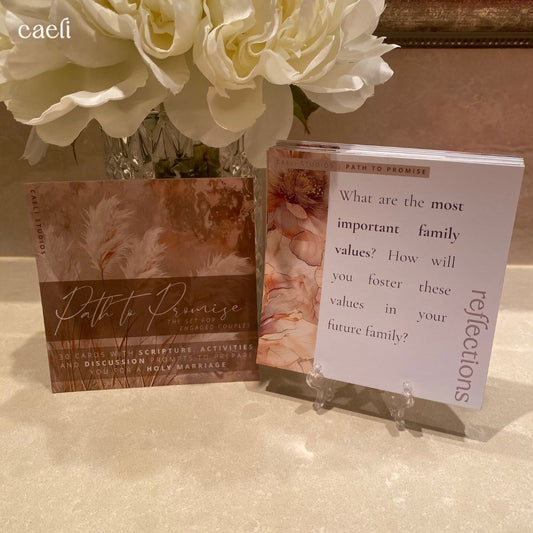 caeli
CAELI STUDIOS
Path to Promise
THE SET FOR
ENGAGED COUPLES
30 CARDS WITH SCRIPTURE, ACTIVITIES
AND DISCUSSION PROMPTS TO PREPARE
YOU FOR A HOLY MARRIAGE
CAELI STUDIOS PATH TO PROMISE
What are the most
important family
values? How will
you foster these
values in your
future family?
reflections